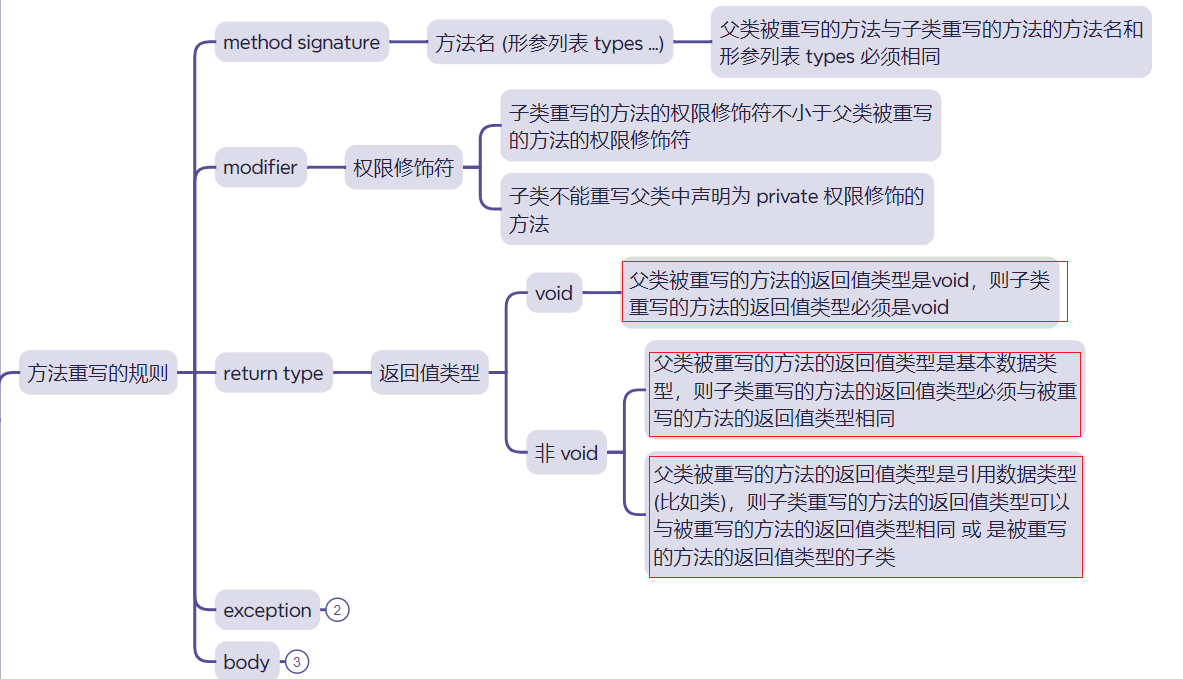 method signature
方法名 (形参列表 types ...)
父类被重写的方法与子类重写的方法的方法名和
形参列表 types 必须相同
modifier
权限修饰符
子类重写的方法的权限修饰符不小于父类被重写
的方法的权限修饰符
子类不能重写父类中声明为 private 权限修饰的
方法
方法重写的规则
return type
返回值类型
void
父类被重写的方法的返回值类型是void，则子类
重写的方法的返回值类型必须是void
非 void
父类被重写的方法的返回值类型是基本数据类
型，则子类重写的方法的返回值类型必须与被重
写的方法的返回值类型相同
父类被重写的方法的返回值类型是引用数据类型
(比如类)，则子类重写的方法的返回值类型可以
与被重写的方法的返回值类型相同 或 是被重写
的方法的返回值类型的子类
exception
2
body
3